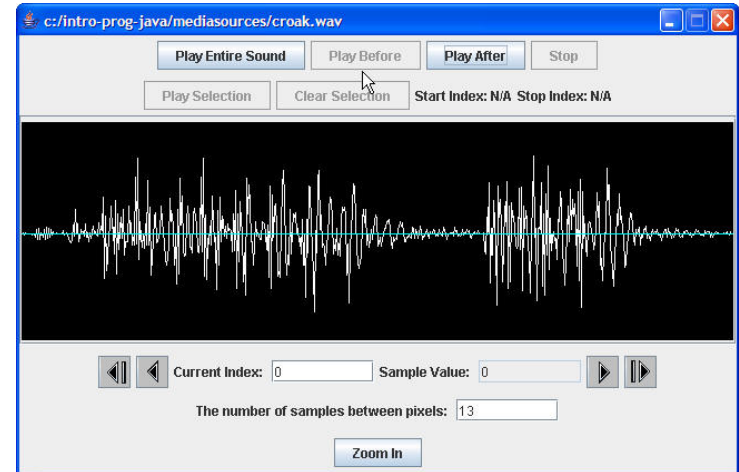 c:/intro-prog-java/mediasources/croak.wav
Play Entire Sound Play Before Play After Stop
Play Selection Clear Selection Start Index: N/A Stop Index: N/A
Current Index: 0 Sample Value: 0
The number of samples between pixels: 13
Zoom In